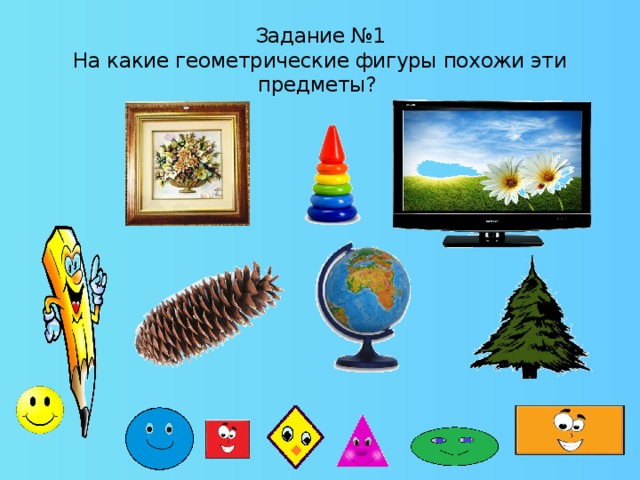 Задание №1
На какие геометрические фигуры похожи эти
предметы?